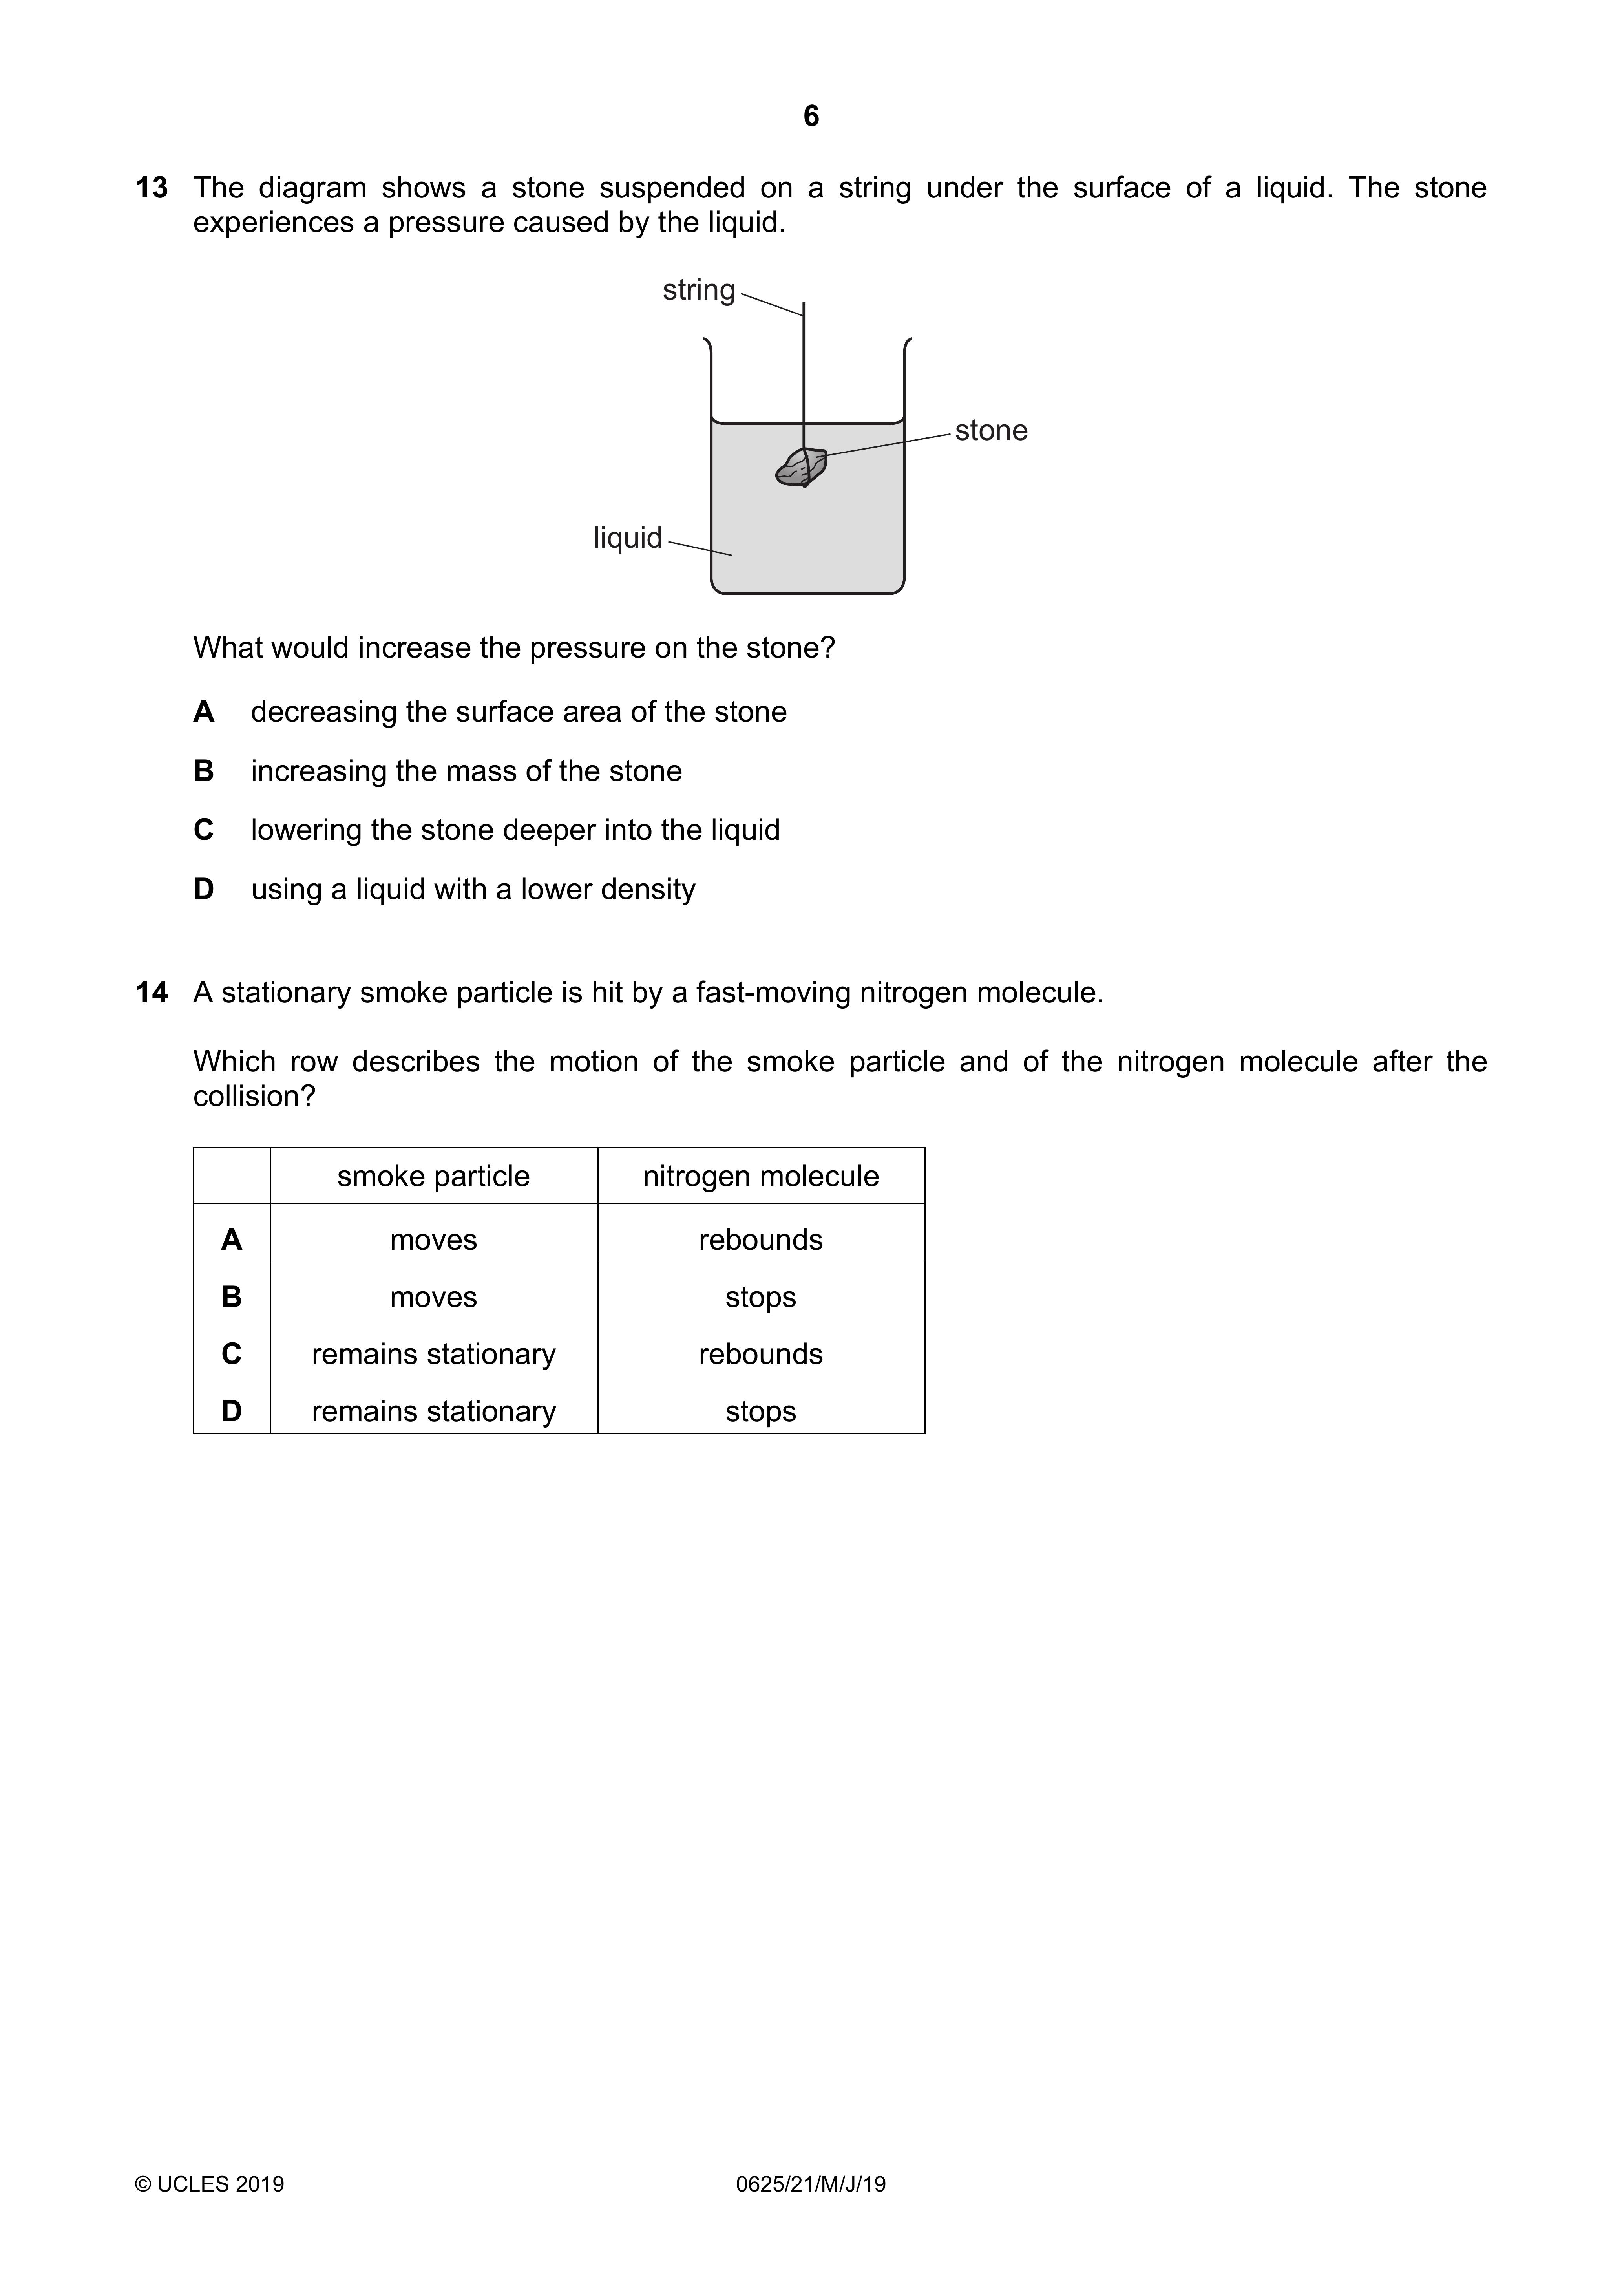 6
13 The diagram shows a stone suspended on a string under the surface of a liquid. The stone
experiences a pressure caused by the liquid.
string
stone
liquid
What would increase the pressure on the stone?
A decreasing the surface area of the stone
B increasing the mass of the stone
C lowering the stone deeper into the liquid
D using a liquid with a lower density
14 A stationary smoke particle is hit by a fast-moving nitrogen molecule.
Which row describes the motion of the smoke particle and of the nitrogen molecule after the
collision?
smoke particle nitrogen molecule
A moves rebounds
B moves stops
C remains stationary rebounds
D remains stationary stops
© UCLES 2019 0625/21/M/J/19